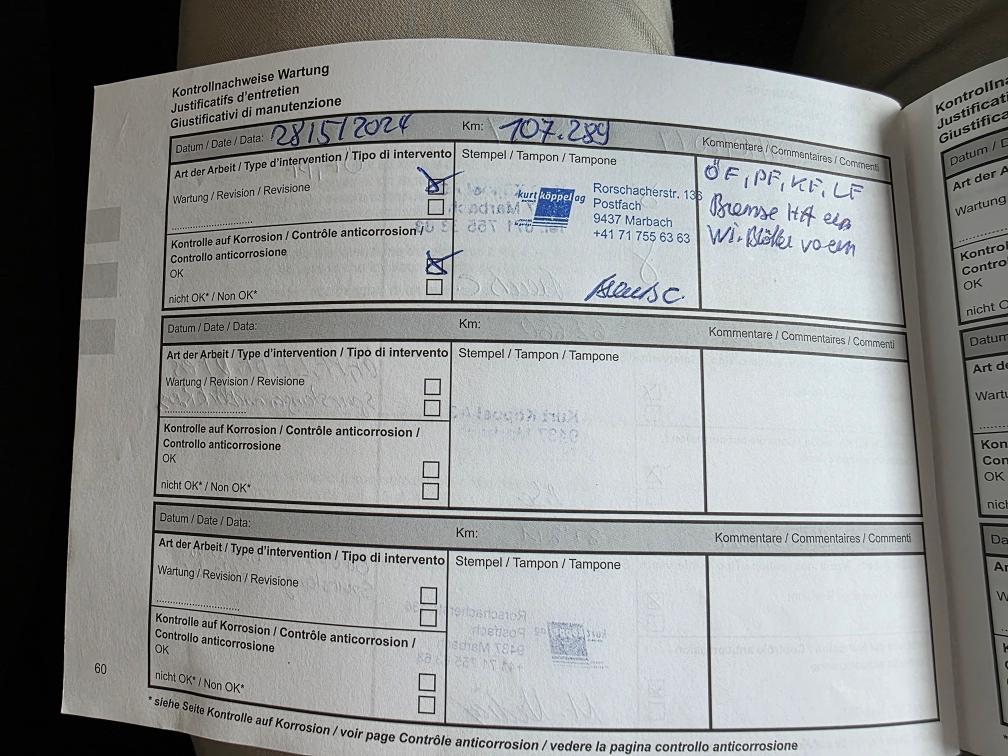 Kontrollnachweise Wartung
Justificatifs d'entretien
Giustificativi di manutenzione
Datum / Date / Data: 28/5/2024 Km: 107.289 Kommentare / Commentaires / Commenti
Art der Arbeit / Type d'intervention / Tipo di intervento
Wartung / Revision / Revisione
Kontrolle auf Korrosion / Contrôle anticorrosion /
Controllo anticorrosione
OK
nicht OK* / Non OK*
Stempel / Tampon / Tampone
kurt köppel ag
Rorschacherstr. 136
Postfach
9437 Marbach
+41 71 755 63 63
ÖF, PF, KF, LF
Bremse HA
Datum / Date / Data: Km: Kommentare / Commentaires / Commenti
Art der Arbeit / Type d'intervention / Tipo di intervento
Wartung / Revision / Revisione
Kontrolle auf Korrosion / Contrôle anticorrosion /
Controllo anticorrosione
OK
nicht OK* / Non OK*
Stempel / Tampon / Tampone
Datum / Date / Data: Km: Kommentare / Commentaires / Commenti
Art der Arbeit / Type d'intervention / Tipo di intervento
Wartung / Revision / Revisione
Kontrolle auf Korrosion / Contrôle anticorrosion /
Controllo anticorrosione
OK
nicht OK* / Non OK*
Stempel / Tampon / Tampone
60
* siehe Seite Kontrolle auf Korrosion / voir page Contrôle anticorrosion / vedere la pagina controllo anticorrosione